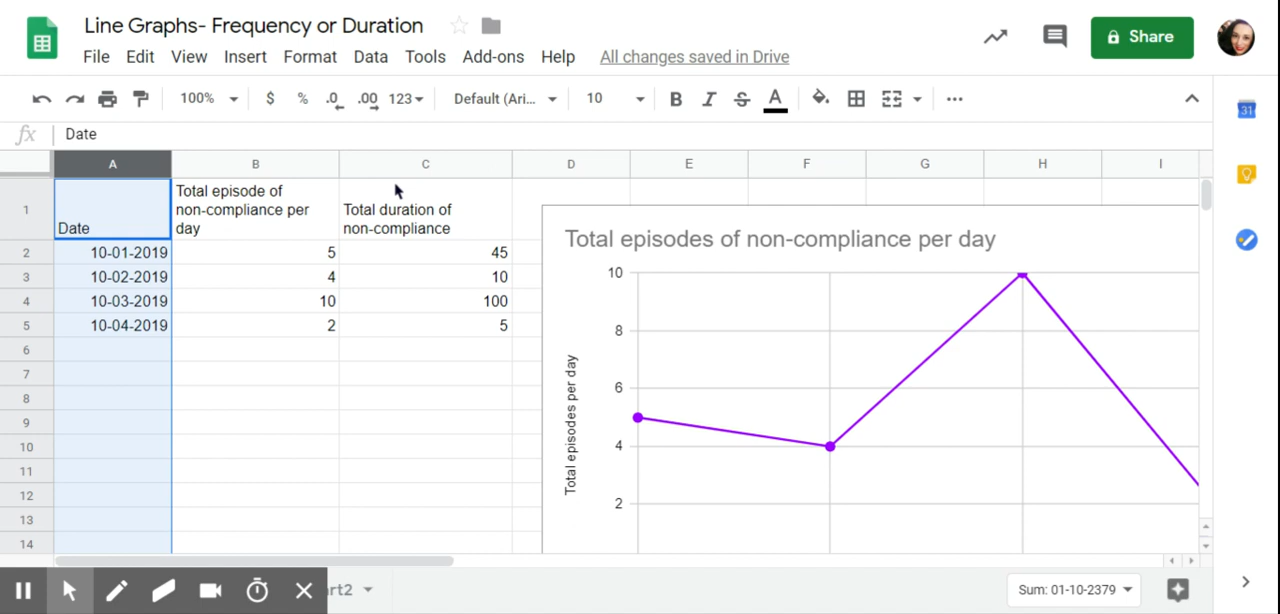 Line Graphs- Frequency or Duration
File Edit View Insert Format Data Tools Add-ons Help All changes saved in Drive
Share
100% $ % .0 .00 123 Default (Ari... 10 B I S A ...
31
fx Date
A B C D E F G H I
1 Date Total episode of non-compliance per day Total duration of non-compliance
2 10-01-2019 5 45
3 10-02-2019 4 10
4 10-03-2019 10 100
5 10-04-2019 2 5
6
7
8
9
10
11
12
13
14
Total episodes of non-compliance per day
Total episodes per day
10
8
6
4
2
rt2
Sum: 01-10-2379